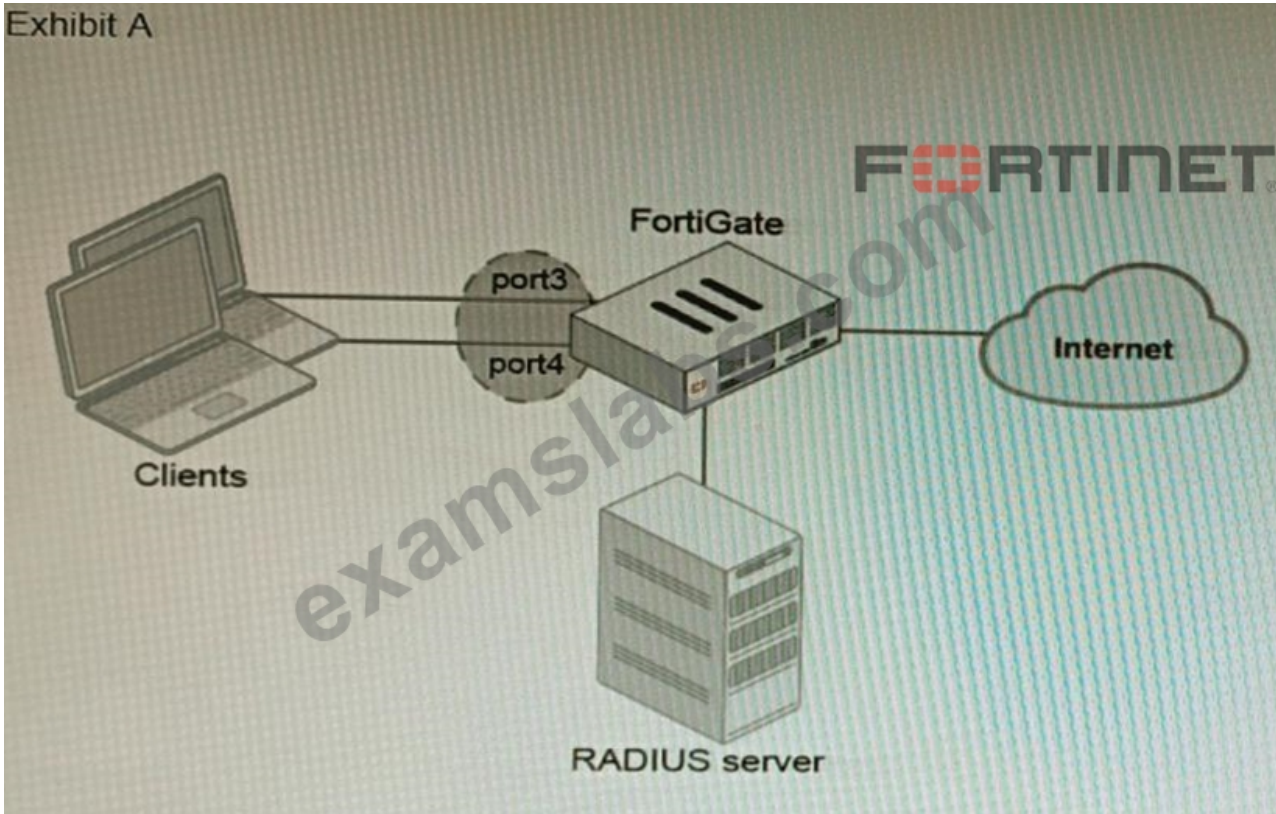 Exhibit A
FORTINET
FortiGate
port3
port4
Internet
Clients
RADIUS server
examslabs.com